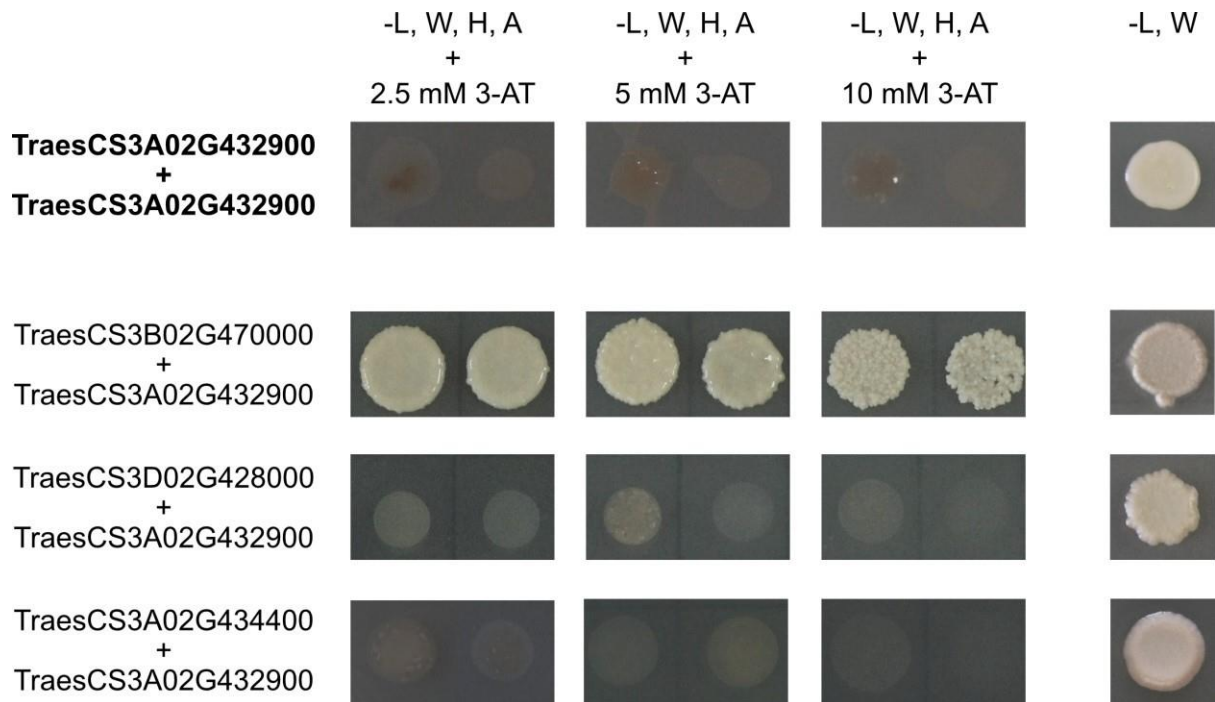 -L, W, H, A -L, W, H, A -L, W, H, A -L, W
+ + +
2.5 mM 3-AT 5 mM 3-AT 10 mM 3-AT
TraesCS3A02G432900
+
TraesCS3A02G432900
TraesCS3B02G470000
+
TraesCS3A02G432900
TraesCS3D02G428000
+
TraesCS3A02G432900
TraesCS3A02G434400
+
TraesCS3A02G432900